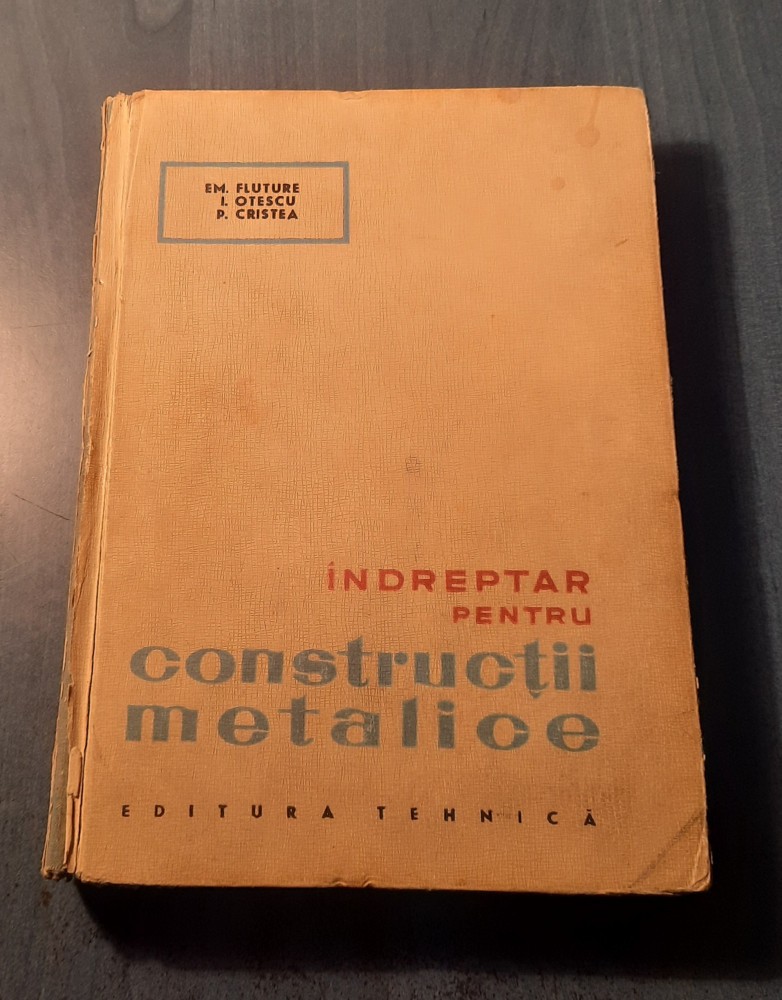 EM. FLUTURE
I. OTESCU
P. CRISTEA
ÎNDREPTAR
PENTRU
construcții
metalice
EDITURA TEHNICĂ